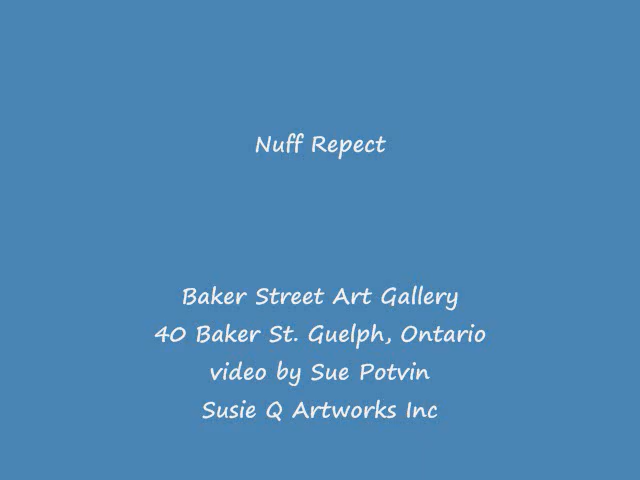 Nuff Repect
Baker Street Art Gallery
40 Baker St. Guelph, Ontario
video by Sue Potvin
Susie Q Artworks Inc